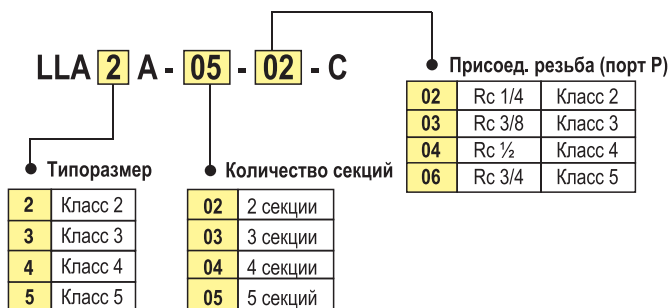 LLA 2 A - 05 - 02 - C
Присоед. резьба (порт P)
02 Rc 1/4 Класс 2
03 Rc 3/8 Класс 3
04 Rc ½ Класс 4
06 Rc 3/4 Класс 5
Типоразмер
2 Класс 2
3 Класс 3
4 Класс 4
5 Класс 5
Количество секций
02 2 секции
03 3 секции
04 4 секции
05 5 секций